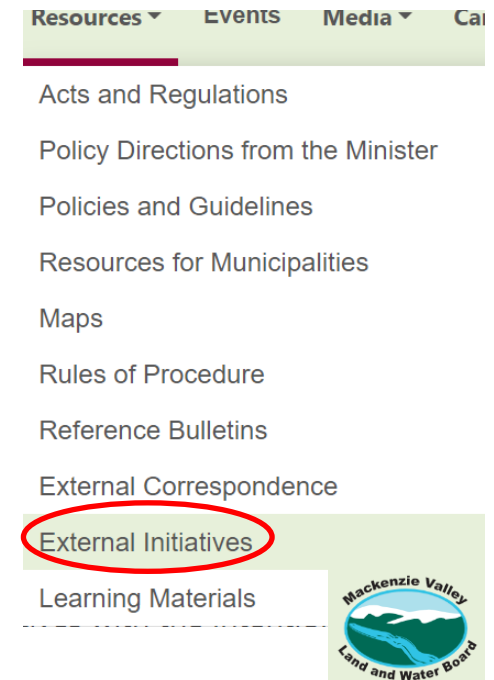 Resources Events Media
Acts and Regulations
Policy Directions from the Minister
Policies and Guidelines
Resources for Municipalities
Maps
Rules of Procedure
Reference Bulletins
External Correspondence
External Initiatives
Learning Materials
Mackenzie Valley
Land and Water Board